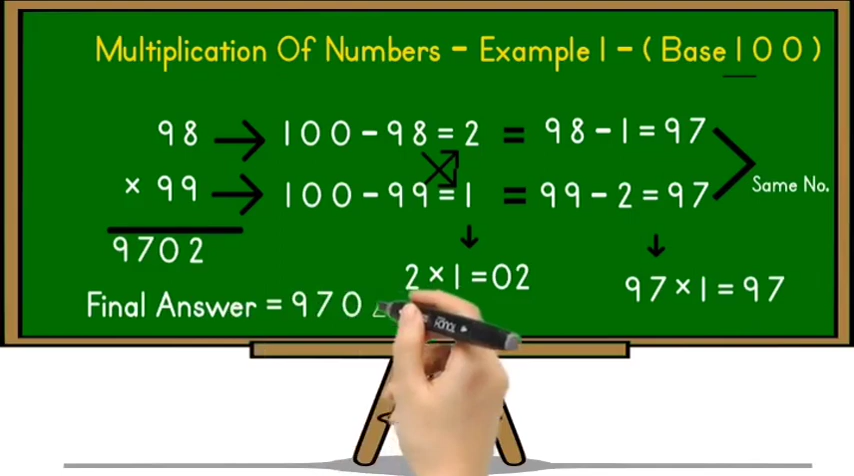 Multiplication Of Numbers - Example 1 - ( Base 100 )
98 → 100 - 98 = 2 = 98 - 1 = 97
× 99 → 100 - 99 = 1 = 99 - 2 = 97
Same No.
9702
2 × 1 = 02
97 × 1 = 97
Final Answer = 970